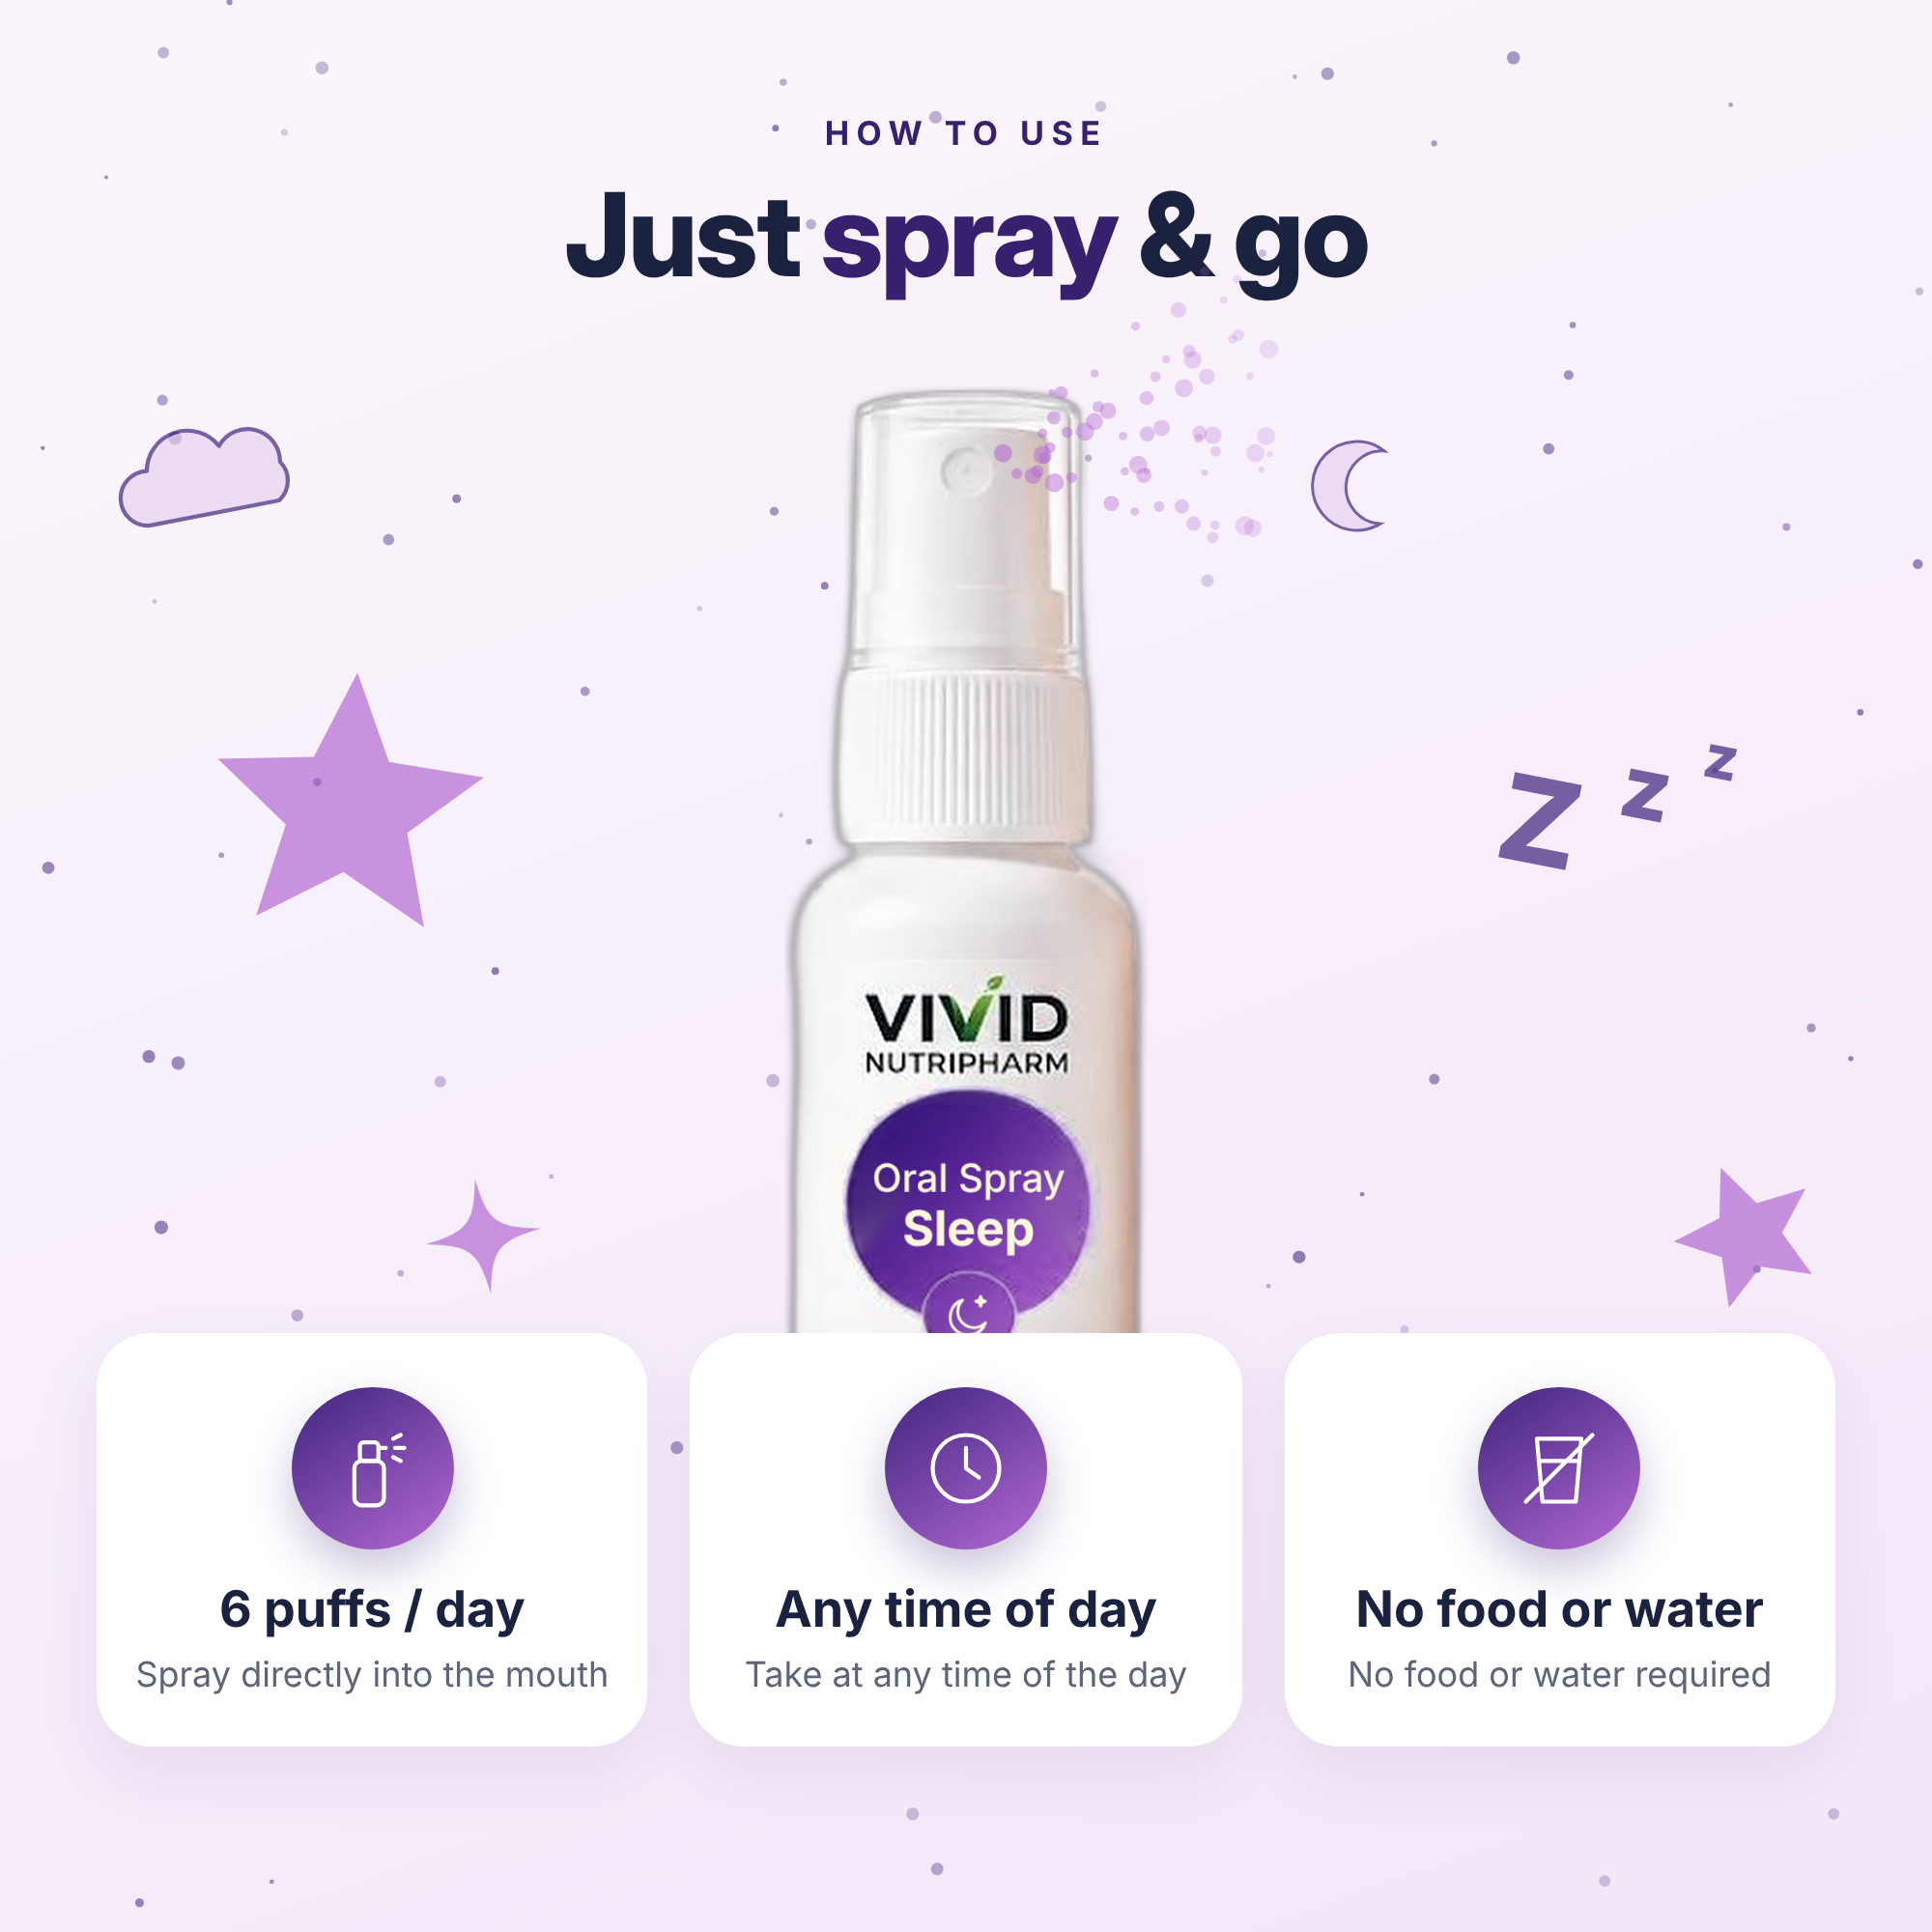 HOW TO USE
Just spray & go
Z z z
VIVID
NUTRIPHARM
Oral Spray
Sleep
6 puffs / day
Spray directly into the mouth
Any time of day
Take at any time of the day
No food or water
No food or water required